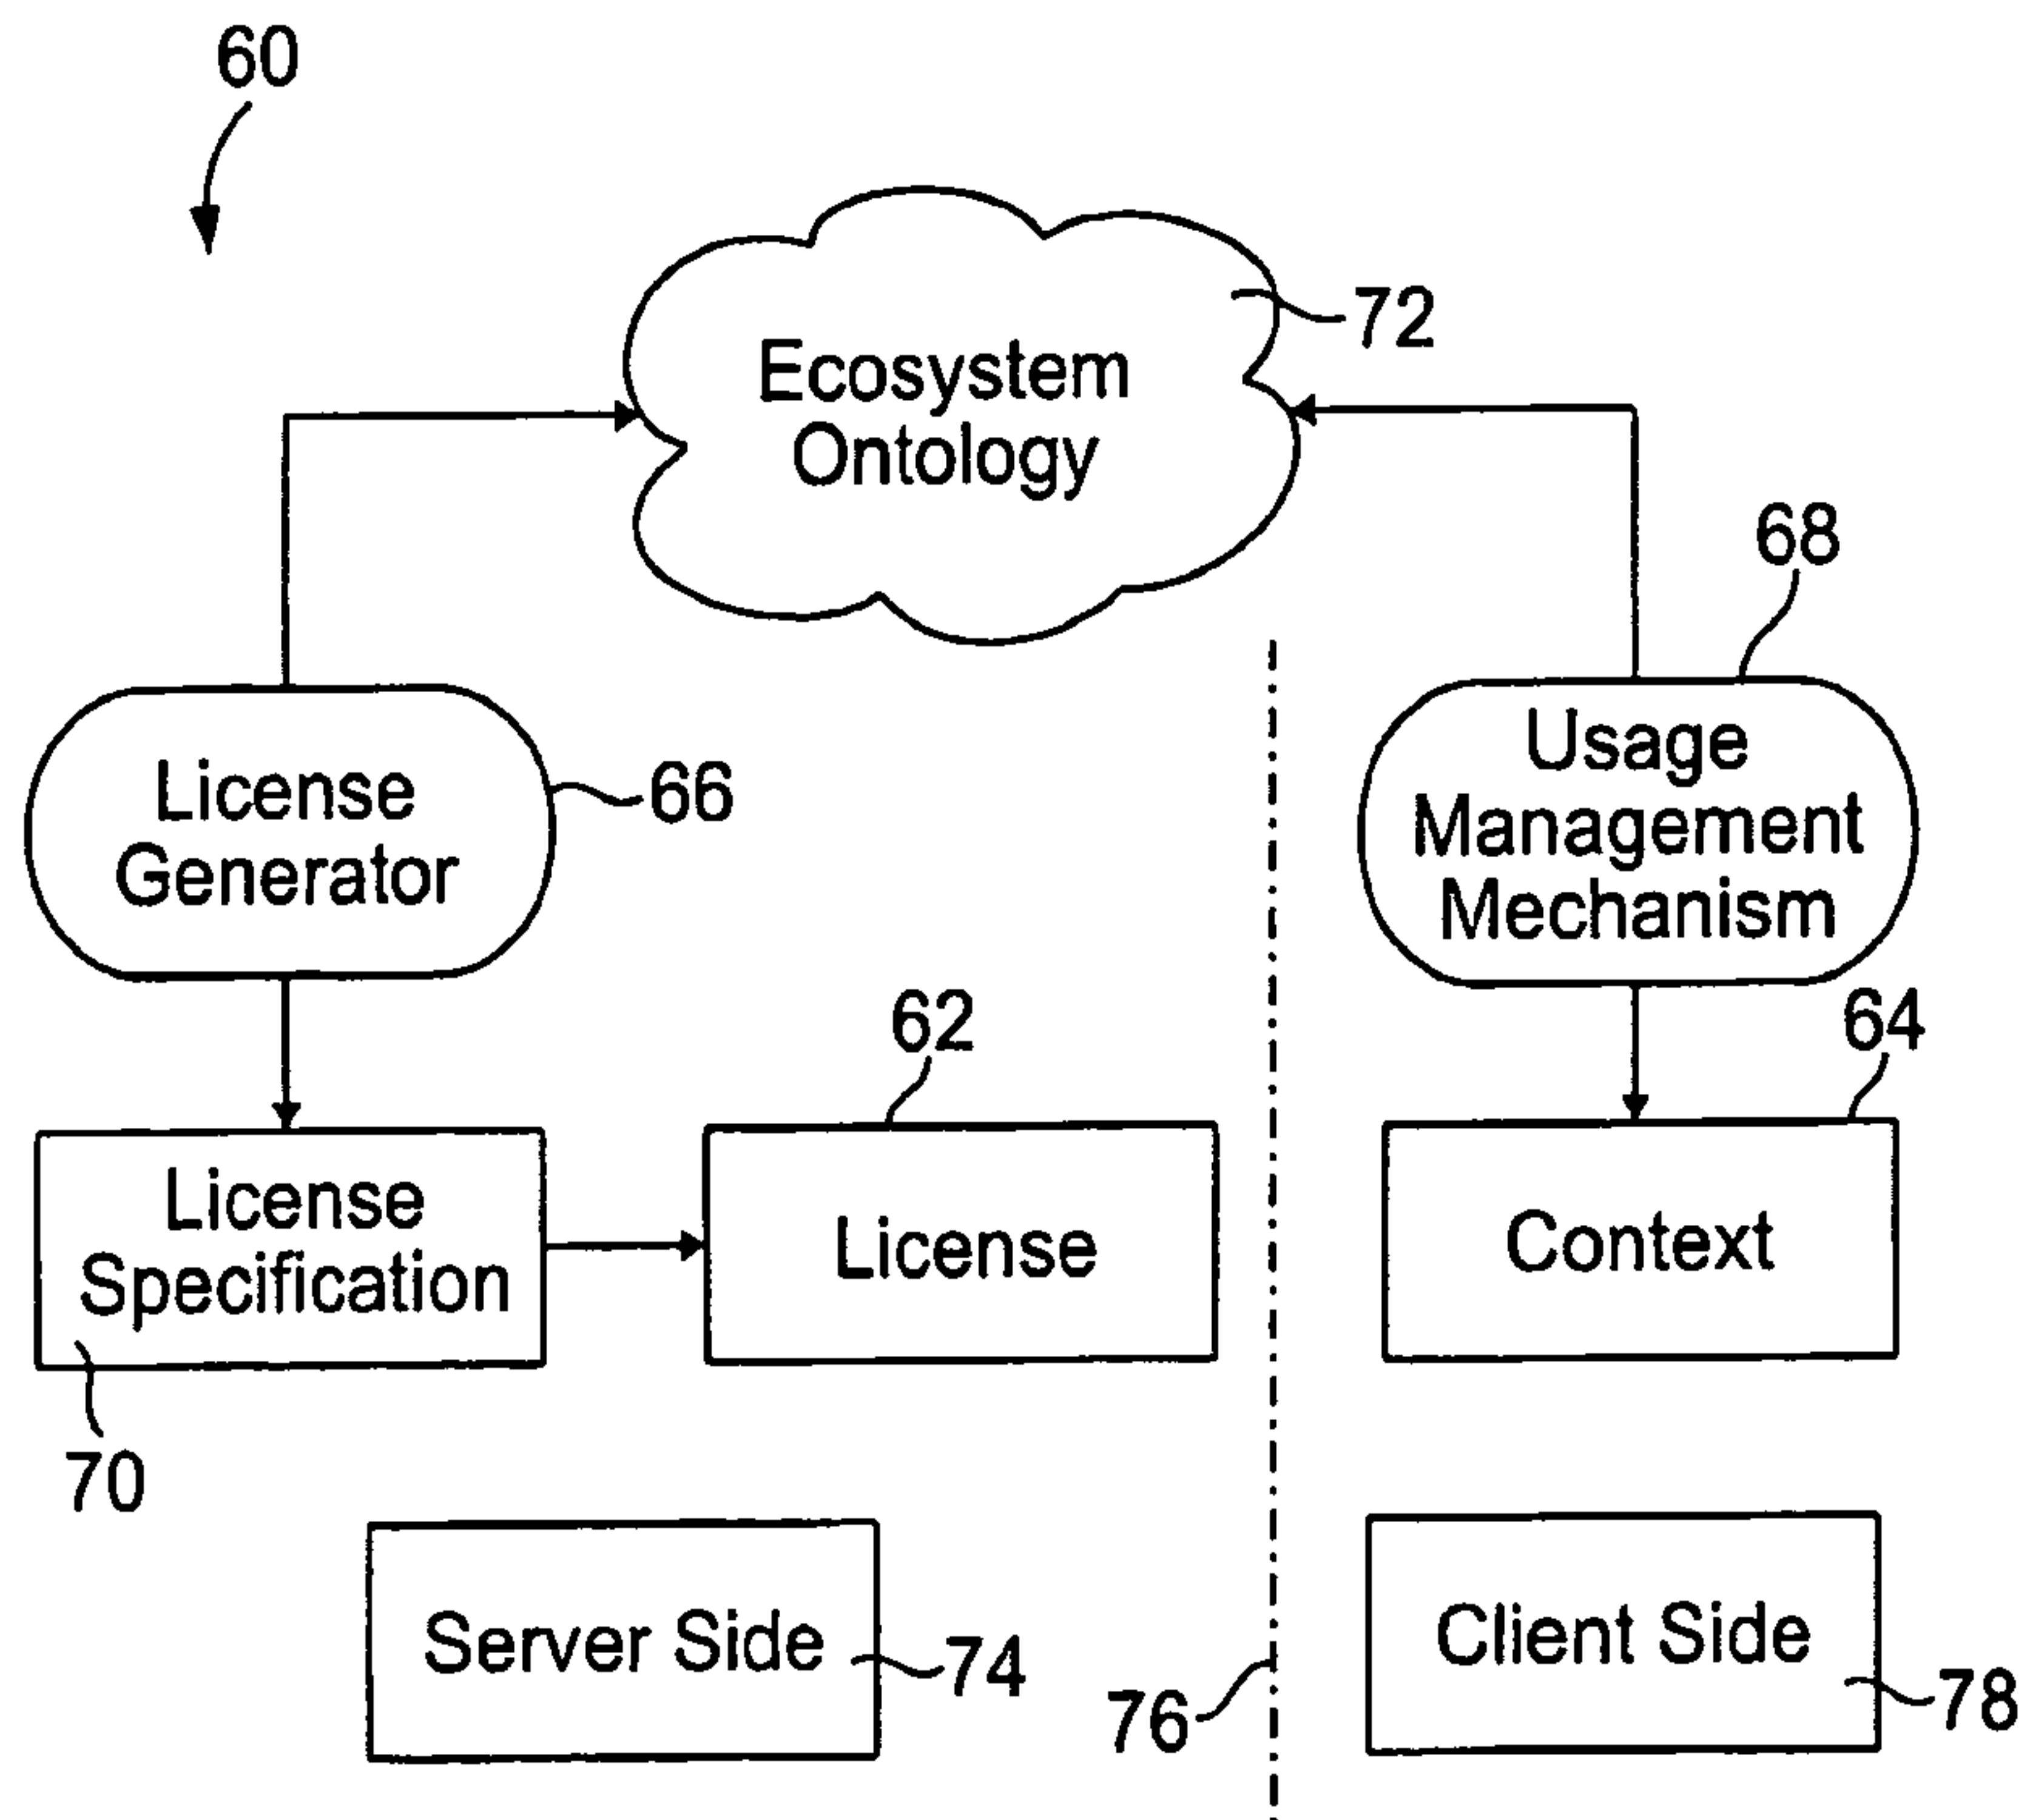 60
72
Ecosystem
Ontology
68
License
Generator
66
Usage
Management
Mechanism
62
64
License
Specification
License
Context
70
Server Side
74
76
Client Side
78